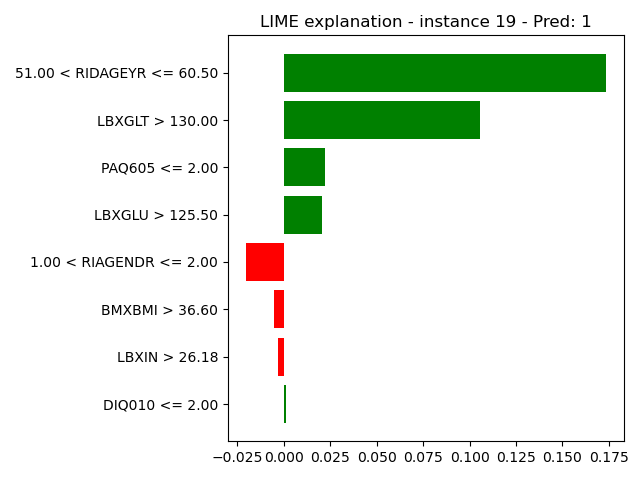 LIME explanation - instance 19 - Pred: 1
51.00 < RIDAGEYR <= 60.50
LBXGLT > 130.00
PAQ605 <= 2.00
LBXGLU > 125.50
1.00 < RIAGENDR <= 2.00
BMXBMI > 36.60
LBXIN > 26.18
DIQ010 <= 2.00
−0.025 0.000 0.025 0.050 0.075 0.100 0.125 0.150 0.175